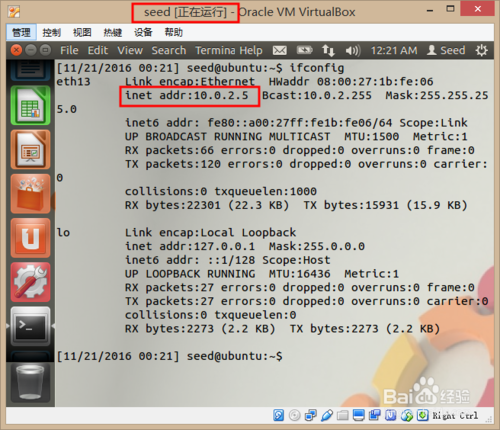 seed [正在运行] - Oracle VM VirtualBox
管理 控制 视图 热键 设备 帮助
File Edit View Search Terminal Help 12:21 AM Seed
[11/21/2016 00:21] seed@ubuntu:~$ ifconfig
eth13 Link encap:Ethernet HWaddr 08:00:27:1b:fe:06
inet addr:10.0.2.5 Bcast:10.0.2.255 Mask:255.255.25
5.0
inet6 addr: fe80::a00:27ff:fe1b:fe06/64 Scope:Link
UP BROADCAST RUNNING MULTICAST MTU:1500 Metric:1
RX packets:66 errors:0 dropped:0 overruns:0 frame:0
TX packets:120 errors:0 dropped:0 overruns:0 carrier:
0
collisions:0 txqueuelen:1000
RX bytes:22301 (22.3 KB) TX bytes:15931 (15.9 KB)
lo Link encap:Local Loopback
inet addr:127.0.0.1 Mask:255.0.0.0
inet6 addr: ::1/128 Scope:Host
UP LOOPBACK RUNNING MTU:16436 Metric:1
RX packets:27 errors:0 dropped:0 overruns:0 frame:0
TX packets:27 errors:0 dropped:0 overruns:0 carrier:0
collisions:0 txqueuelen:0
RX bytes:2273 (2.2 KB) TX bytes:2273 (2.2 KB)
[11/21/2016 00:21] seed@ubuntu:~$
Baidu经验
Right Ctrl